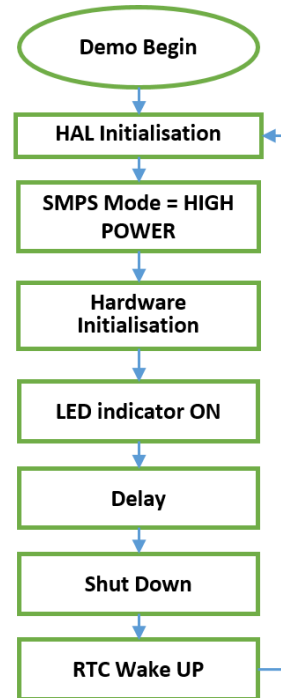 Demo Begin
HAL Initialisation
SMPS Mode = HIGH
POWER
Hardware
Initialisation
LED indicator ON
Delay
Shut Down
RTC Wake UP